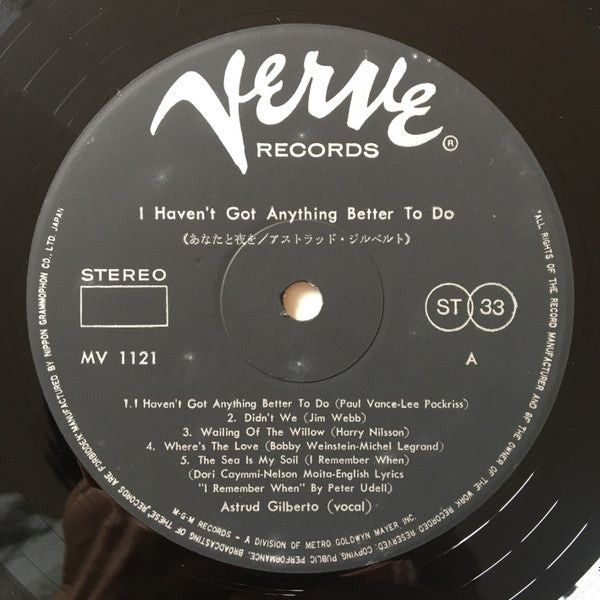 Verve
RECORDS ®
I Haven't Got Anything Better To Do
(あなたと夜を/アストラッド・ジルベルト)
STEREO
ST 33
MV 1121
A
1. I Haven't Got Anything Better To Do (Paul Vance-Lee Pockriss)
2. Didn't We (Jim Webb)
3. Wailing Of The Willow (Harry Nilsson)
4. Where's The Love (Bobby Weinstein-Michel Legrand)
5. The Sea Is My Soil (I Remember When)
(Dori Caymmi-Nelson Moita-English Lyrics
"I Remember When" By Peter Udell)
Astrud Gilberto (vocal)
M-G-M RECORDS - A DIVISION OF METRO GOLDWYN MAYER INC.
"ALL RIGHTS OF THE RECORD MANUFACTURER AND OF THE OWNER OF THE WORK RECORDED RESERVED. COPYING, PUBLIC PERFORMANCE, BROADCASTING OF THESE RECORDS ARE FORBIDDEN" MANUFACTURED BY NIPPON GRAMMOPHON CO., LTD. JAPAN